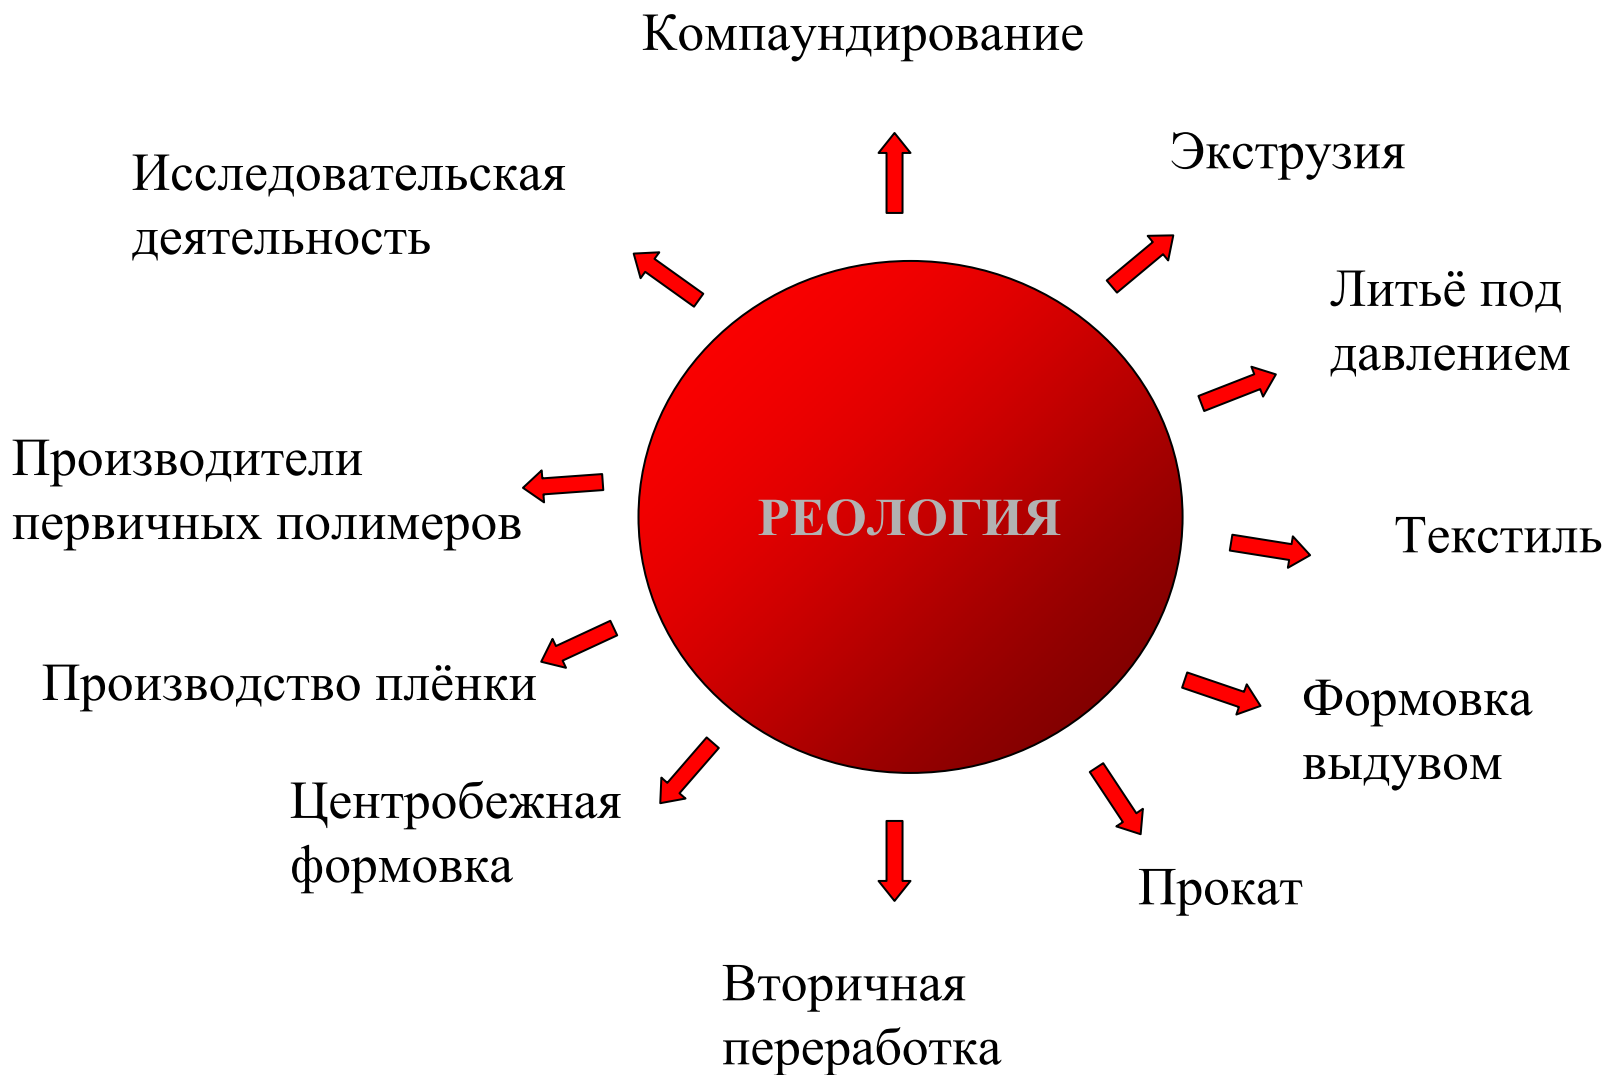 Компаундирование
Экструзия
Исследовательская
деятельность
Литьё под
давлением
Производители
первичных полимеров
РЕОЛОГИЯ
Текстиль
Производство плёнки
Формовка
выдувом
Центробежная
формовка
Прокат
Вторичная
переработка